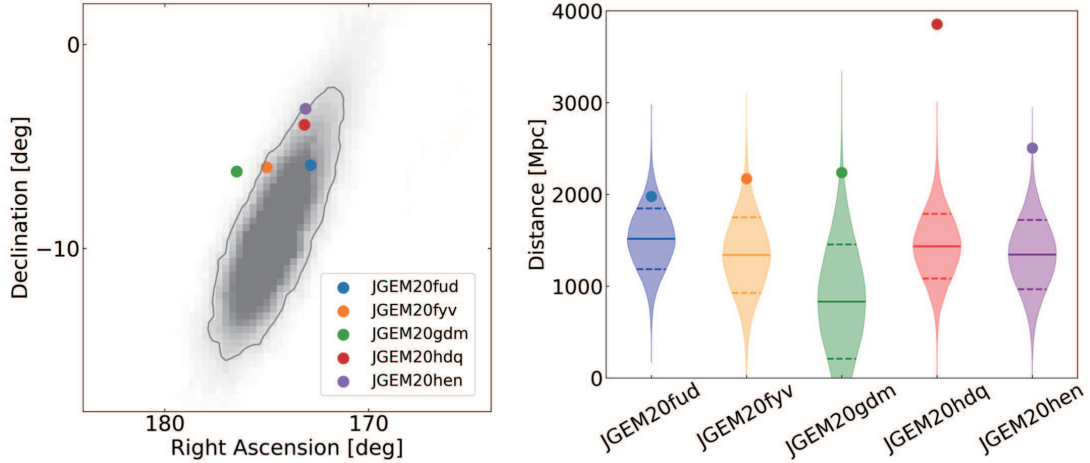 0
−10
Declination [deg]
180
170
Right Ascension [deg]
JGEM20fud
JGEM20fyv
JGEM20gdm
JGEM20hdq
JGEM20hen
4000
3000
2000
1000
0
Distance [Mpc]
JGEM20fud
JGEM20fyv
JGEM20gdm
JGEM20hdq
JGEM20hen